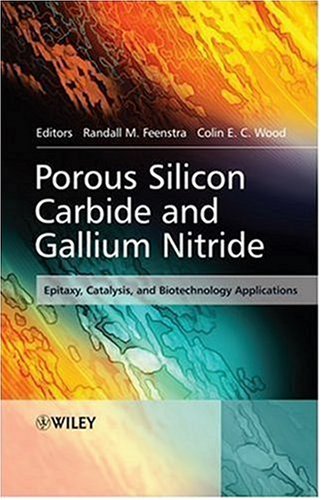 Editors Randall M. Feenstra Colin E. C. Wood
Porous Silicon
Carbide and
Gallium Nitride
Epitaxy, Catalysis, and Biotechnology Applications
WILEY